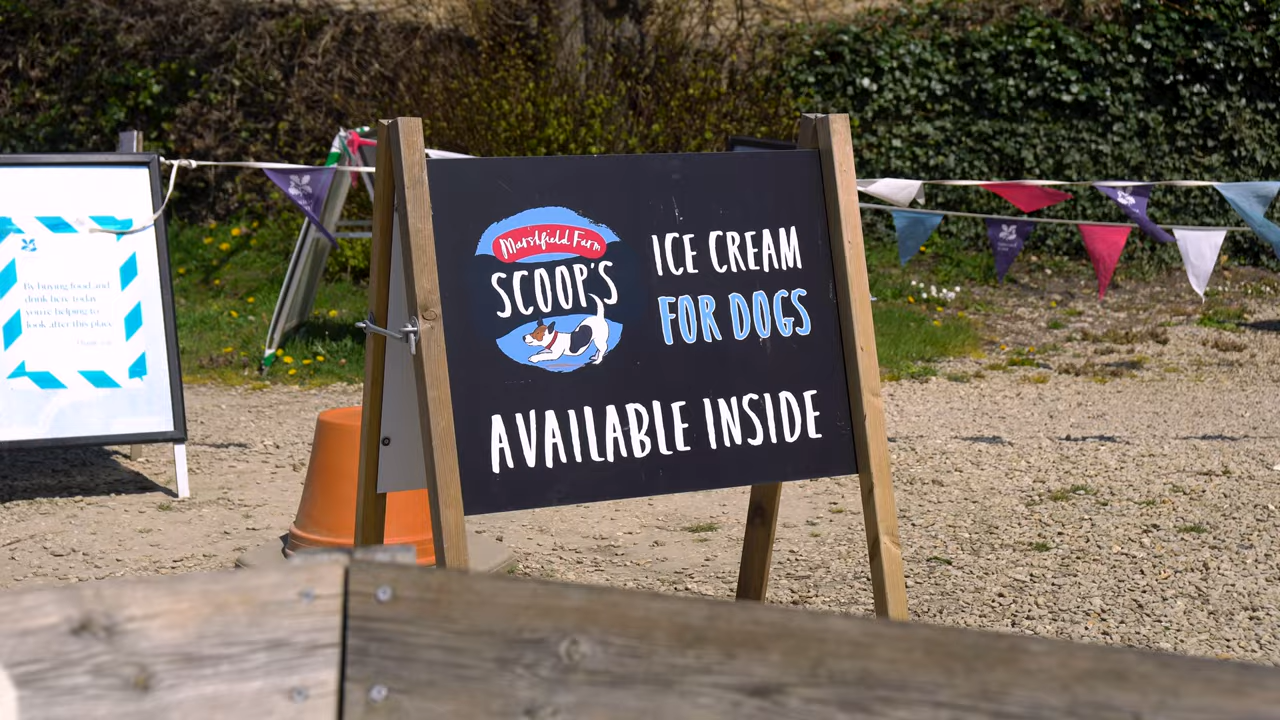 By buying food and
drink here today
you're helping to
look after this place
Marshfield Farm
SCOOP'S
ICE CREAM
FOR DOGS
AVAILABLE INSIDE